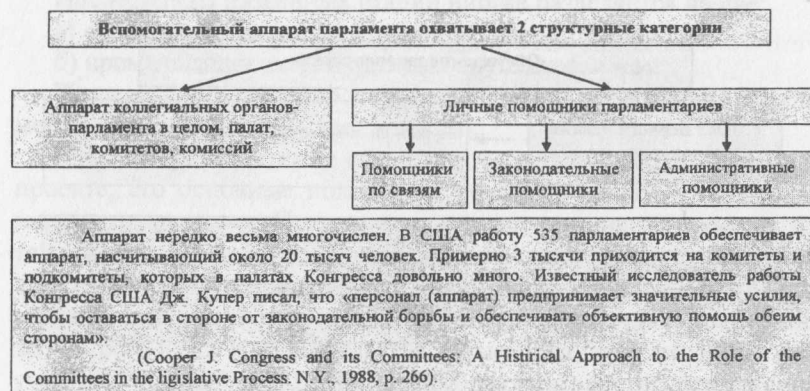 Вспомогательный аппарат парламента охватывает 2 структурные категории
Аппарат коллегиальных органов-
парламента в целом, палат,
комитетов, комиссий
Личные помощники парламентариев
Помощники
по связям
Законодательные
помощники
Административные
помощники
Аппарат нередко весьма многочислен. В США работу 535 парламентариев обеспечивает
аппарат, насчитывающий около 20 тысяч человек. Примерно 3 тысячи приходится на комитеты и
подкомитеты, которых в палатах Конгресса довольно много. Известный исследователь работы
Конгресса США Дж. Купер писал, что «персонал (аппарат) предпринимает значительные усилия,
чтобы оставаться в стороне от законодательной борьбы и обеспечивать объективную помощь обеим
сторонам».
(Cooper J. Congress and its Committees: A Histirical Approach to the Role of the
Committees in the ligislative Process. N.Y., 1988, p. 266).